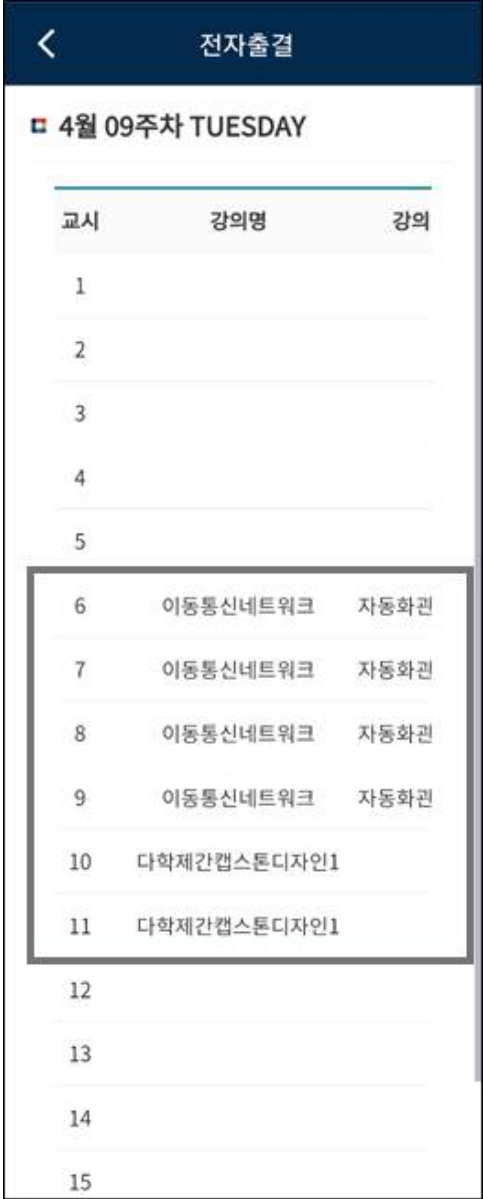 전자출결
4월 09주차 TUESDAY
교시 강의명 강의
1
2
3
4
5
6 이동통신네트워크 자동화관
7 이동통신네트워크 자동화관
8 이동통신네트워크 자동화관
9 이동통신네트워크 자동화관
10 다학제간캡스톤디자인1
11 다학제간캡스톤디자인1
12
13
14
15